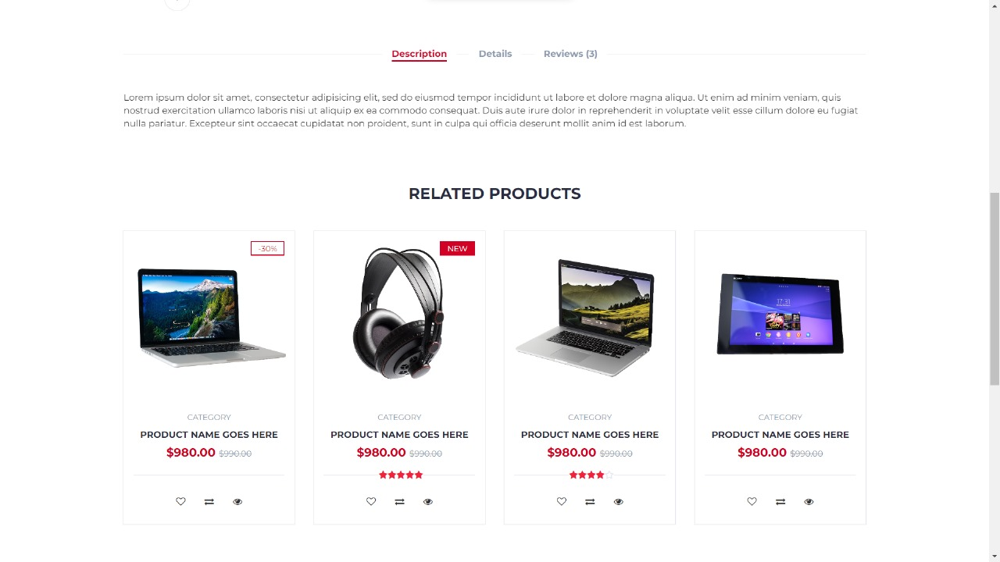 Description
Details
Reviews (3)
Lorem ipsum dolor sit amet, consectetur adipisicing elit, sed do eiusmod tempor incididunt ut labore et dolore magna aliqua. Ut enim ad minim veniam, quis
nostrud exercitation ullamco laboris nisi ut aliquip ex ea commodo consequat. Duis aute irure dolor in reprehenderit in voluptate velit esse cillum dolore eu fugiat
nulla pariatur. Excepteur sint occaecat cupidatat non proident, sunt in culpa qui officia deserunt mollit anim id est laborum.
RELATED PRODUCTS
-30%
CATEGORY
PRODUCT NAME GOES HERE
$980.00 $990.00
NEW
CATEGORY
PRODUCT NAME GOES HERE
$980.00 $990.00
CATEGORY
PRODUCT NAME GOES HERE
$980.00 $990.00
SONY
17:31
CATEGORY
PRODUCT NAME GOES HERE
$980.00 $990.00